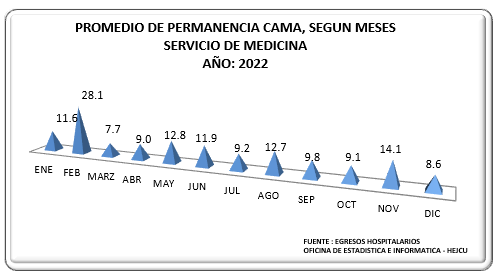 PROMEDIO DE PERMANENCIA CAMA, SEGUN MESES
SERVICIO DE MEDICINA
AÑO: 2022
11.6
28.1
7.7
9.0
12.8
11.9
9.2
12.7
9.8
9.1
14.1
8.6
ENE
FEB
MARZ
ABR
MAY
JUN
JUL
AGO
SEP
OCT
NOV
DIC
FUENTE : EGRESOS HOSPITALARIOS
OFICINA DE ESTADISTICA E INFORMATICA - HEJCU